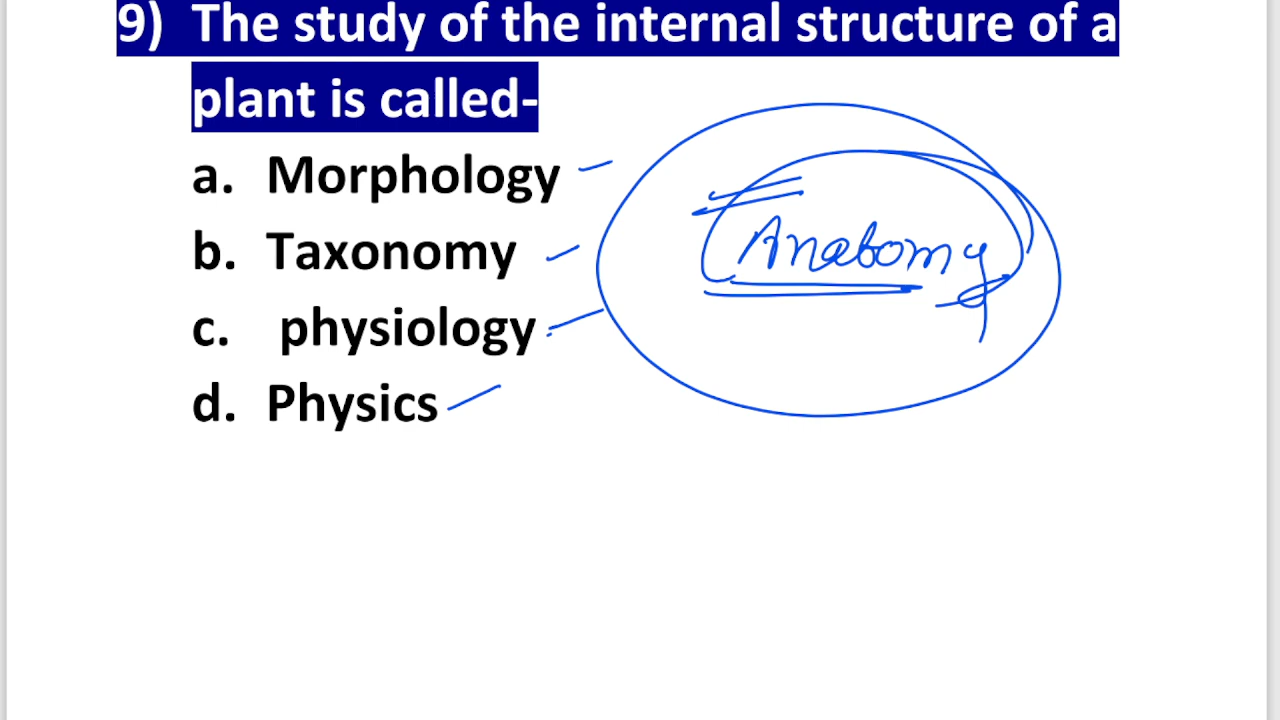 9) The study of the internal structure of a
plant is called-
a. Morphology
b. Taxonomy
c. physiology
d. Physics
Anatomy